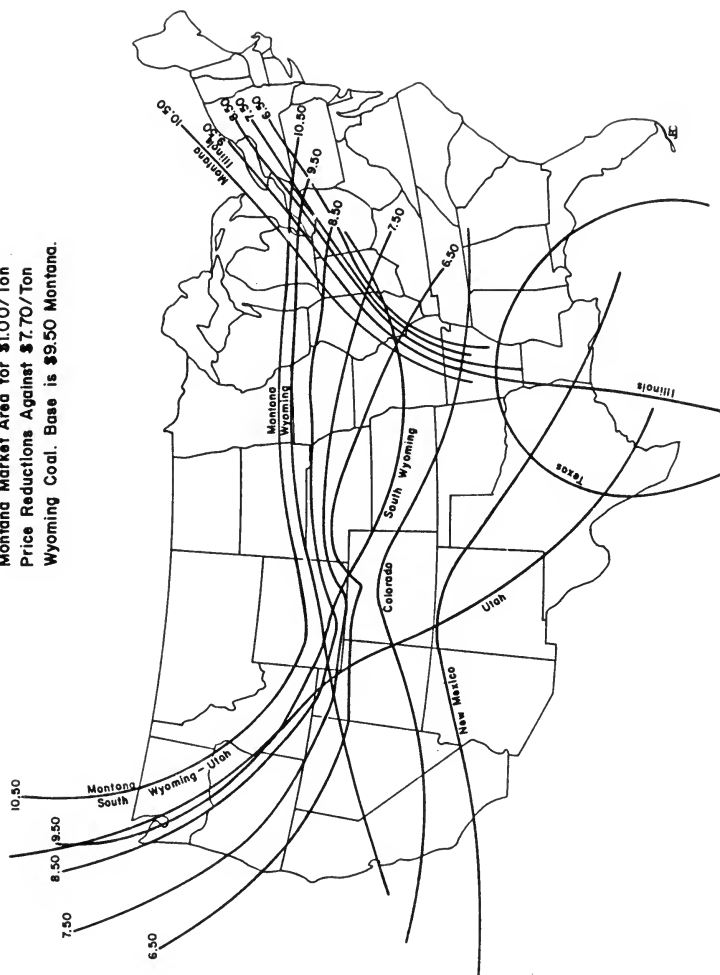 Montana Market Area for $1.00/Ton
Price Reductions Against $7.70/Ton
Wyoming Coal. Base is $9.50 Montana.
10.50
9.50
8.50
7.50
6.50
Montana
South Wyoming - Utah
Montana
Wyoming
South Wyoming
Colorado
New Mexico
Utah
Texas
Illinois
Montana
Illinois
10.50
9.50
8.50
7.50
6.50
10.50
9.50
8.50
7.50
6.50